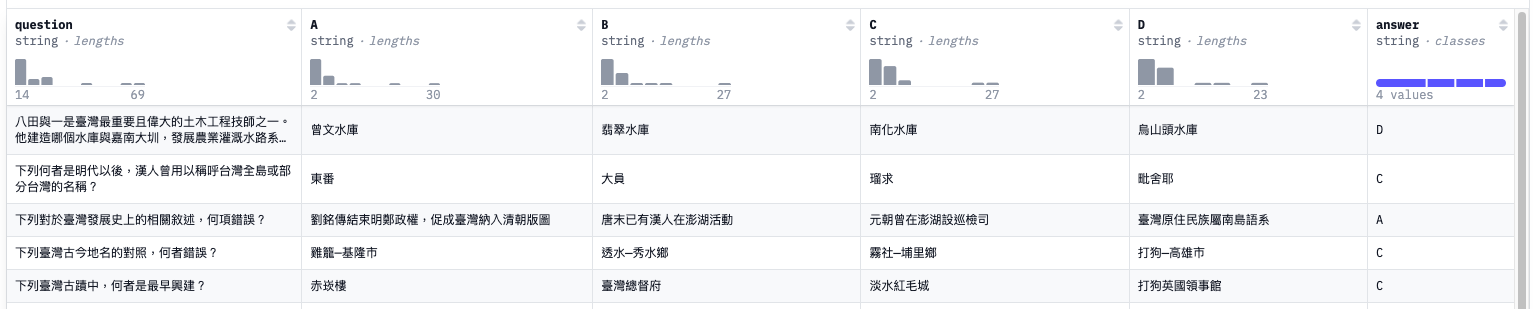 question A B C D answer
string · lengths string · lengths string · lengths string · lengths string · lengths string · classes
14 69 2 30 2 27 2 27 2 23 4 values
八田與一是臺灣最重要且偉大的土木工程技師之一。
他建造哪個水庫與嘉南大圳，發展農業灌溉水路系…
曾文水庫 翡翠水庫 南化水庫 烏山頭水庫 D
下列何者是明代以後，漢人曾用以稱呼台灣全島或部
分台灣的名稱？
東番 大員 瑠求 毗舍耶 C
下列對於臺灣發展史上的相關敘述，何項錯誤？ 劉銘傳結束明鄭政權，促成臺灣納入清朝版圖 唐末已有漢人在澎湖活動 元朝曾在澎湖設巡檢司 臺灣原住民族屬南島語系 A
下列臺灣古今地名的對照，何者錯誤？ 雞籠—基隆市 透水—秀水鄉 霧社—埔里鄉 打狗—高雄市 C
下列臺灣古蹟中，何者是最早興建？ 赤崁樓 臺灣總督府 淡水紅毛城 打狗英國領事館 C